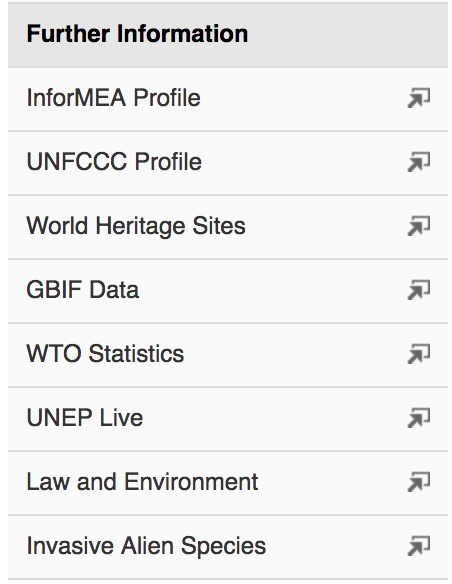 Further Information
InforMEA Profile
UNFCCC Profile
World Heritage Sites
GBIF Data
WTO Statistics
UNEP Live
Law and Environment
Invasive Alien Species